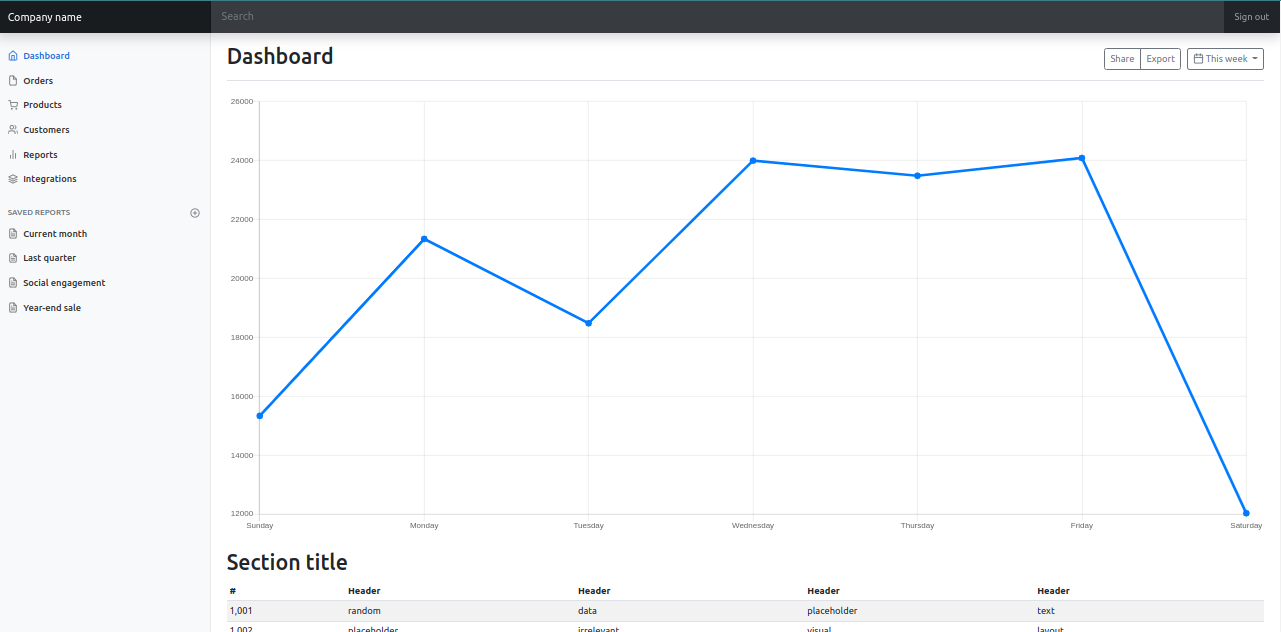 Company name Search Sign out
Dashboard
Orders
Products
Customers
Reports
Integrations
SAVED REPORTS
Current month
Last quarter
Social engagement
Year-end sale
Dashboard
Share Export This week
26000
24000
22000
20000
18000
16000
14000
12000
Sunday Monday Tuesday Wednesday Thursday Friday Saturday
Section title
# Header Header Header Header
1,001 random data placeholder text
1,002 placeholder irrelevant visual layout